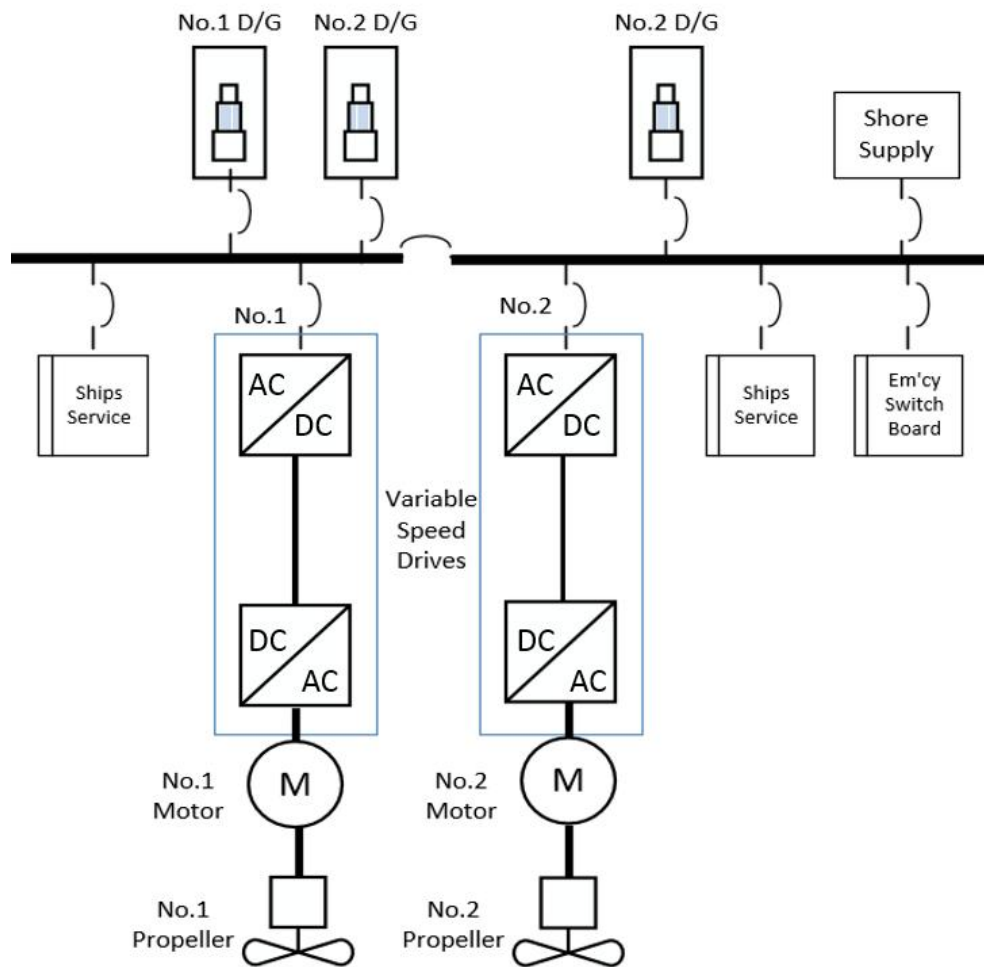 No.1 D/G
No.2 D/G
No.2 D/G
Shore
Supply
No.1
No.2
Ships
Service
AC
DC
AC
DC
Ships
Service
Em'cy
Switch
Board
Variable
Speed
Drives
DC
AC
DC
AC
No.1
Motor
M
No.2
Motor
M
No.1
Propeller
No.2
Propeller